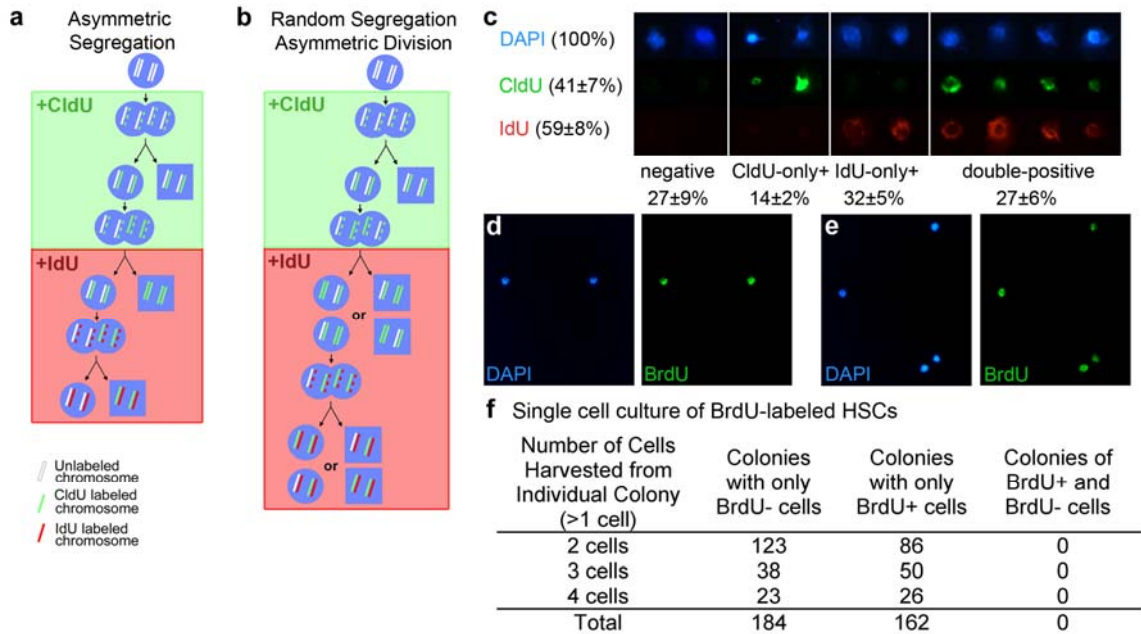 a
Asymmetric
Segregation
+CldU
+IdU
Unlabeled
chromosome
CldU labeled
chromosome
IdU labeled
chromosome
b
Random Segregation
Asymmetric Division
+CldU
+IdU
or
or
c
DAPI (100%)
CldU (41±7%)
IdU (59±8%)
negative CldU-only+ IdU-only+ double-positive
27±9% 14±2% 32±5% 27±6%
d
DAPI BrdU
e
DAPI BrdU
f Single cell culture of BrdU-labeled HSCs
Number of Cells
Harvested from
Individual Colony
(>1 cell)
Colonies
with only
BrdU- cells
Colonies
with only
BrdU+ cells
Colonies of
BrdU+ and
BrdU- cells
2 cells 123 86 0
3 cells 38 50 0
4 cells 23 26 0
Total 184 162 0